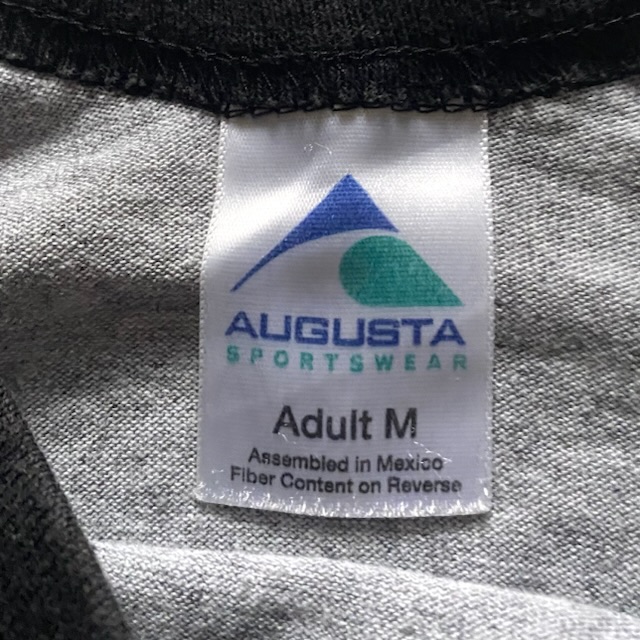 AUGUSTA
SPORTSWEAR
Adult M
Assembled in Mexico
Fiber Content on Reverse